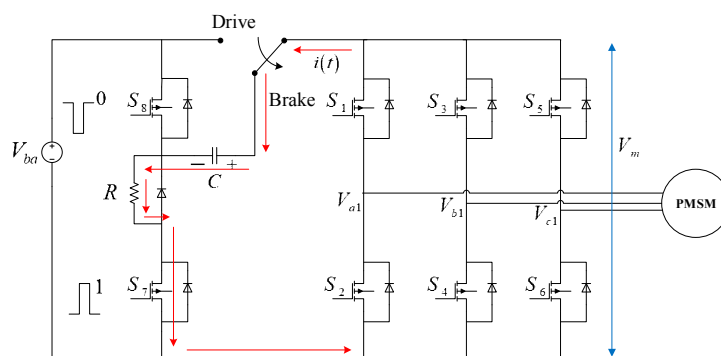 Drive
i(t)
0
S8
Brake
S1
S3
S5
Vba
− +
C
Vm
R
Va1
Vb1
Vc1
PMSM
1
S7
S2
S4
S6